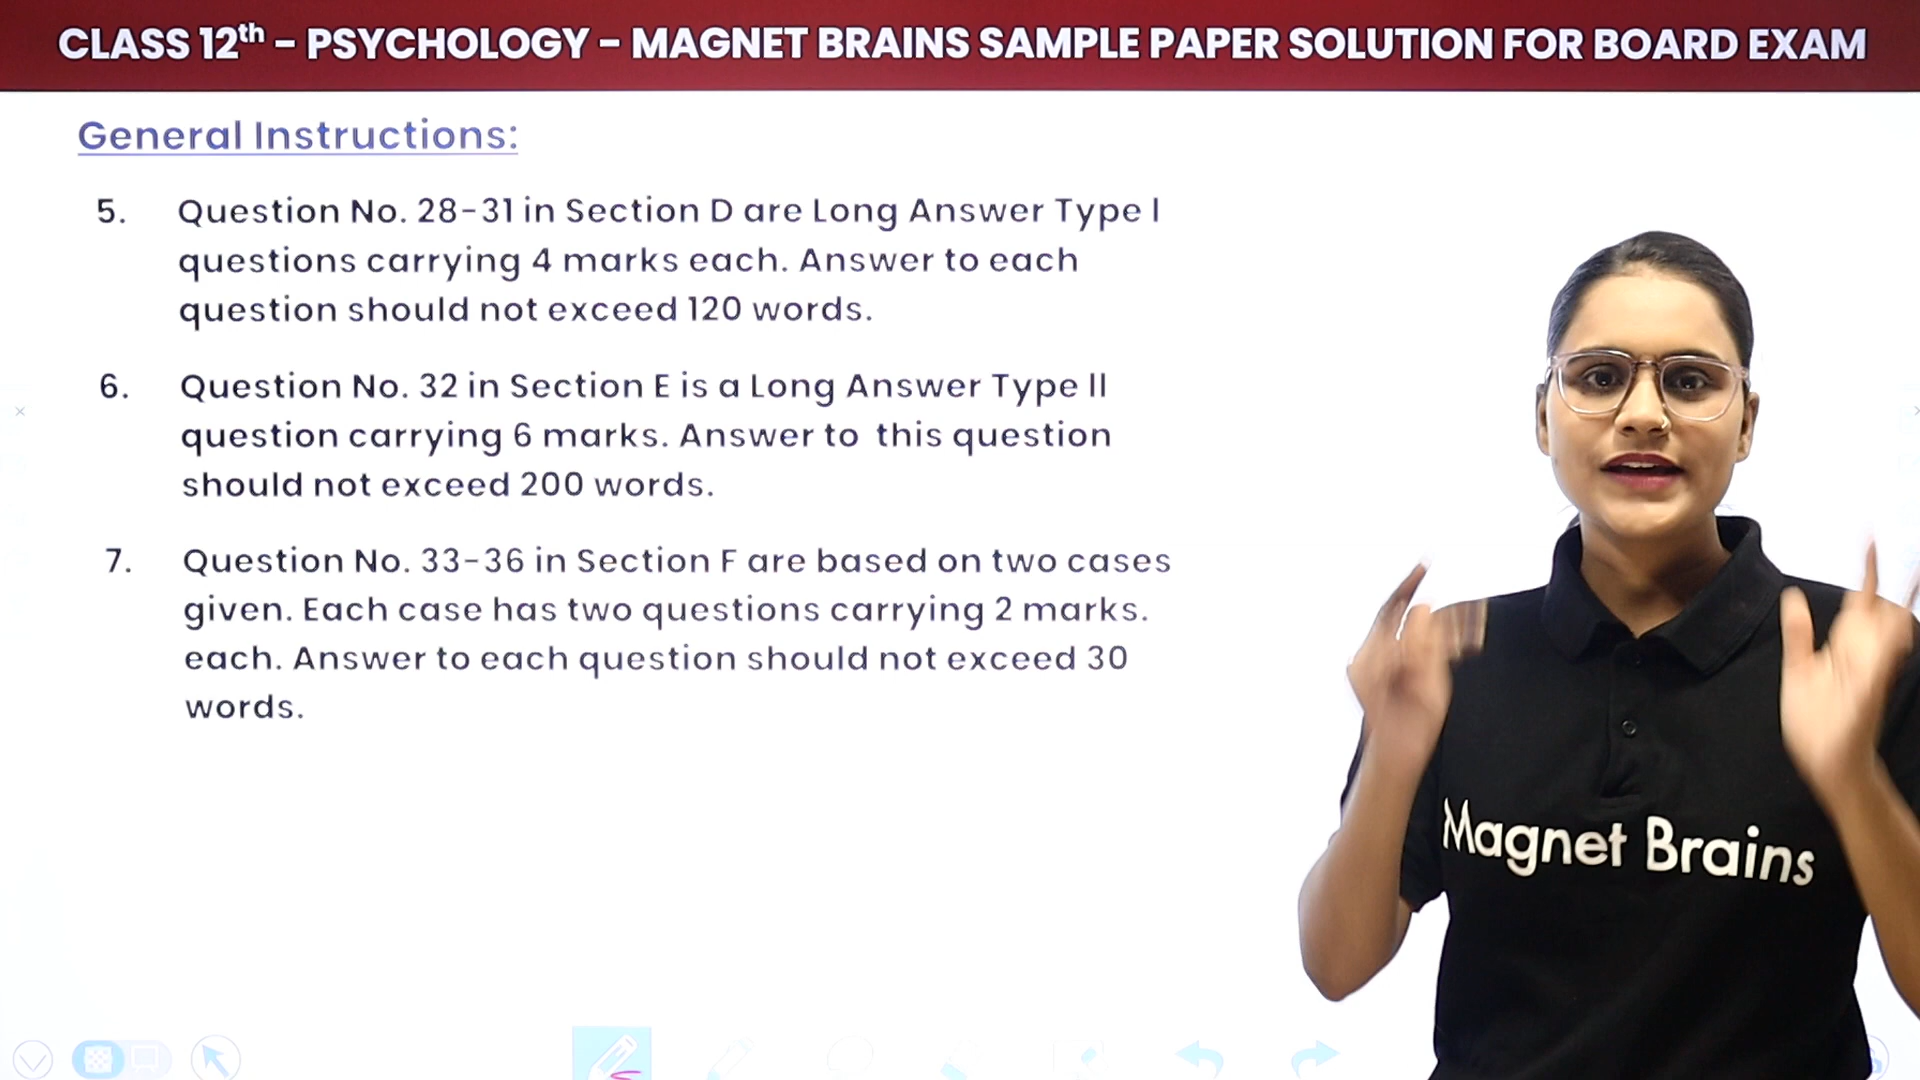 CLASS 12th – PSYCHOLOGY – MAGNET BRAINS SAMPLE PAPER SOLUTION FOR BOARD EXAM
General Instructions:
5. Question No. 28-31 in Section D are Long Answer Type I
questions carrying 4 marks each. Answer to each
question should not exceed 120 words.
6. Question No. 32 in Section E is a Long Answer Type II
question carrying 6 marks. Answer to this question
should not exceed 200 words.
7. Question No. 33-36 in Section F are based on two cases
given. Each case has two questions carrying 2 marks.
each. Answer to each question should not exceed 30
words.
Magnet Brains